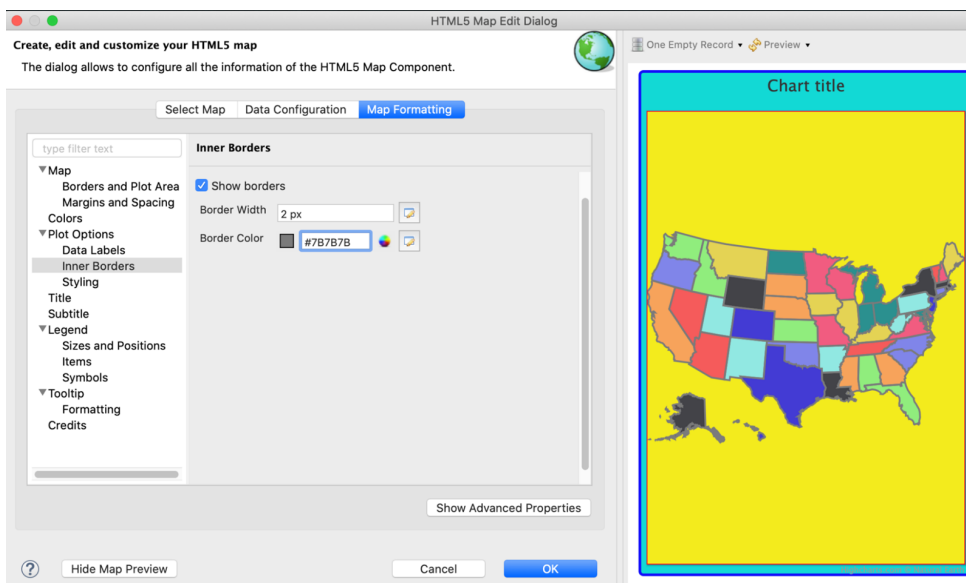 HTML5 Map Edit Dialog
Create, edit and customize your HTML5 map
The dialog allows to configure all the information of the HTML5 Map Component.
One Empty Record
Preview
Select Map
Data Configuration
Map Formatting
type filter text
Map
Borders and Plot Area
Margins and Spacing
Colors
Plot Options
Data Labels
Inner Borders
Styling
Title
Subtitle
Legend
Sizes and Positions
Items
Symbols
Tooltip
Formatting
Credits
Inner Borders
Show borders
Border Width
2 px
Border Color
#7B7B7B
Show Advanced Properties
?
Hide Map Preview
Cancel
OK
Chart title